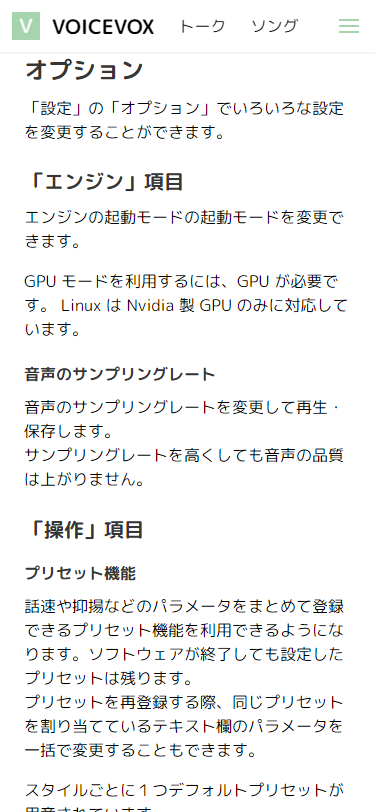 V VOICEVOX トーク ソング
オプション
「設定」の「オプション」でいろいろな設定
を変更することができます。
「エンジン」項目
エンジンの起動モードの起動モードを変更で
きます。
GPU モードを利用するには、GPU が必要で
す。 Linux は Nvidia 製 GPU のみに対応して
います。
音声のサンプリングレート
音声のサンプリングレートを変更して再生・
保存します。
サンプリングレートを高くしても音声の品質
は上がりません。
「操作」項目
プリセット機能
話速や抑揚などのパラメータをまとめて登録
できるプリセット機能を利用できるようにな
ります。ソフトウェアが終了しても設定した
プリセットは残ります。
プリセットを再登録する際、同じプリセット
を割り当てているテキスト欄のパラメータを
一括で変更することもできます。
スタイルごとに１つデフォルトプリセットが
用意されています。